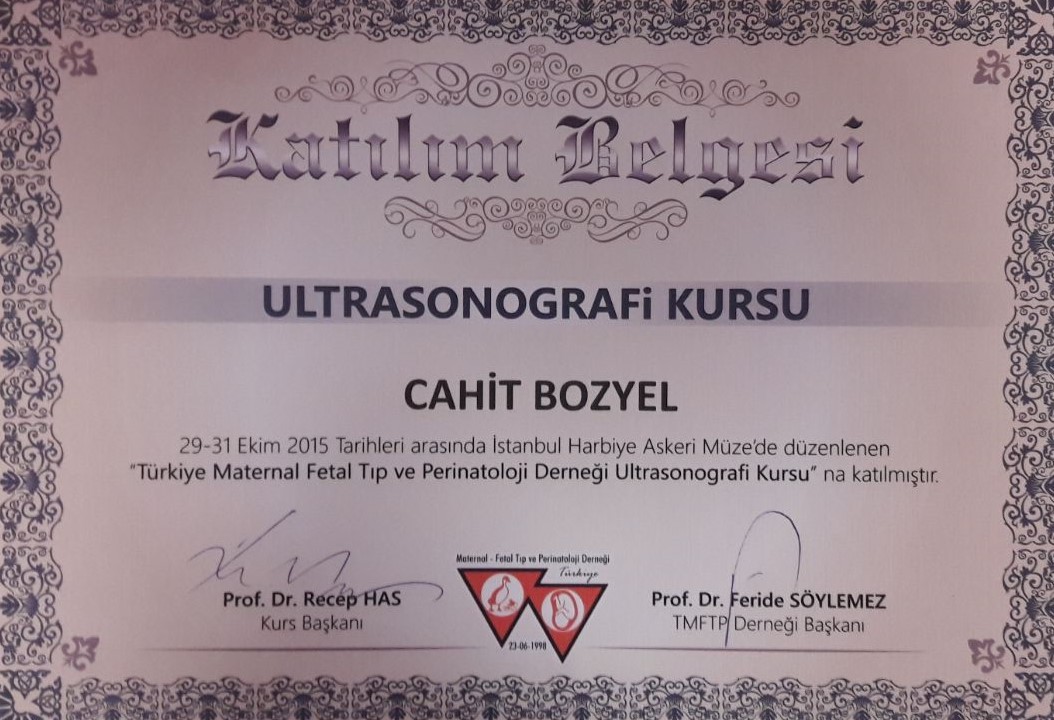 Katılım Belgesi
ULTRASONOGRAFi KURSU
CAHİT BOZYEL
29-31 Ekim 2015 Tarihleri arasında İstanbul Harbiye Askeri Müze'de düzenlenen
"Türkiye Maternal Fetal Tıp ve Perinatoloji Derneği Ultrasonografi Kursu" na katılmıştır.
Maternal - Fetal Tıp ve Perinatoloji Derneği
Türkiye
23-06-1998
Prof. Dr. Recep HAS
Kurs Başkanı
Prof. Dr. Feride SÖYLEMEZ
TMFTP Derneği Başkanı